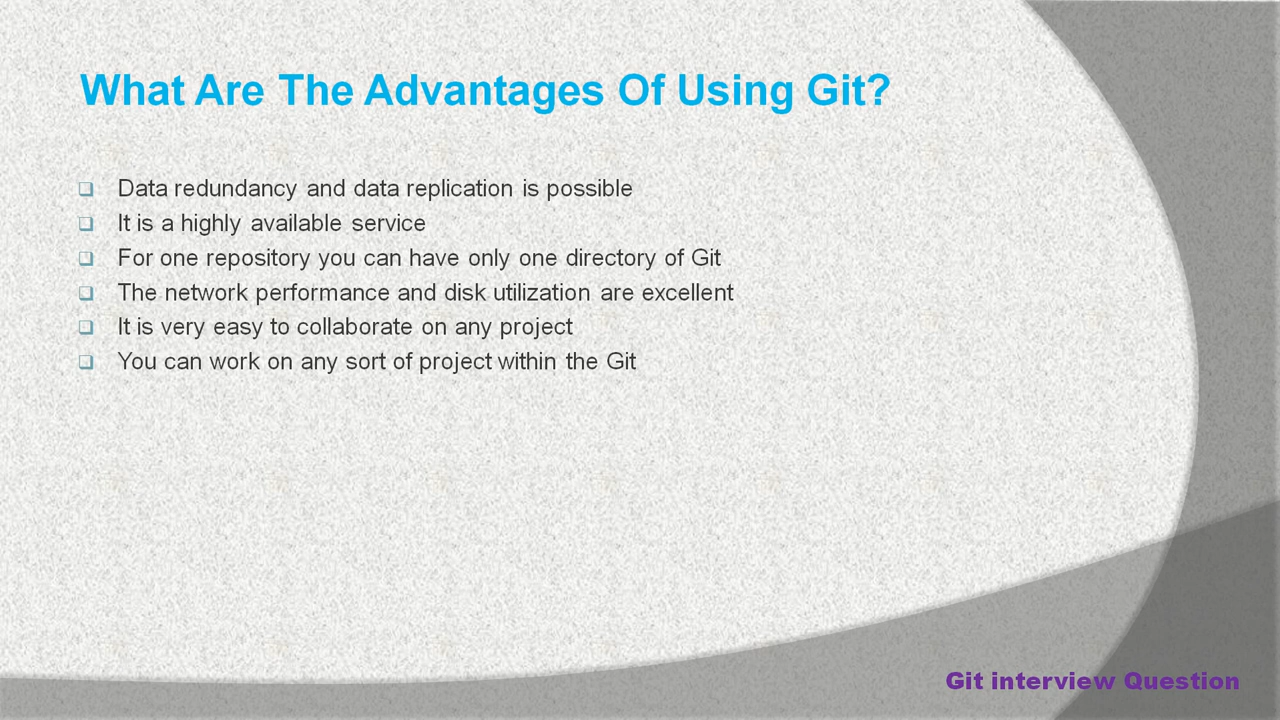 What Are The Advantages Of Using Git?
Data redundancy and data replication is possible
It is a highly available service
For one repository you can have only one directory of Git
The network performance and disk utilization are excellent
It is very easy to collaborate on any project
You can work on any sort of project within the Git
Git interview Question